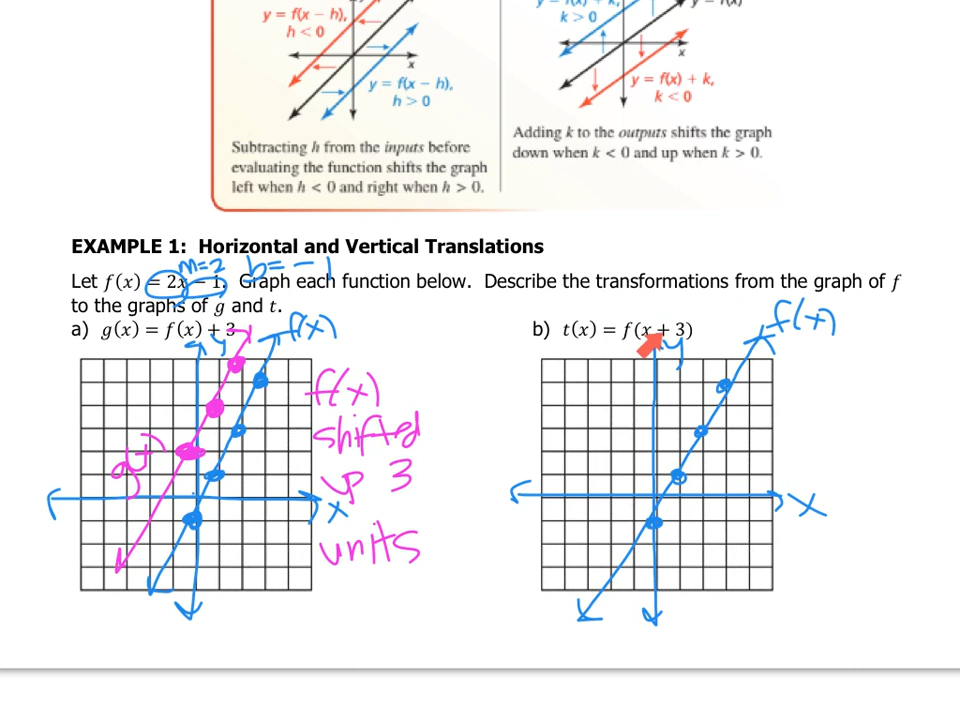 y = f(x − h),
h < 0
x
y = f(x − h),
h > 0
Subtracting h from the inputs before
evaluating the function shifts the graph
left when h < 0 and right when h > 0.
k > 0
x
y = f(x) + k,
k < 0
Adding k to the outputs shifts the graph
down when k < 0 and up when k > 0.
EXAMPLE 1: Horizontal and Vertical Translations
m=2 b=-1
Let f(x) = 2x − 1. Graph each function below. Describe the transformations from the graph of f
to the graphs of g and t.
a) g(x) = f(x) + 3
y
f(x)
f(x)
shifted
up 3
units
g(x)
x
b) t(x) = f(x + 3)
y
f(x)
x